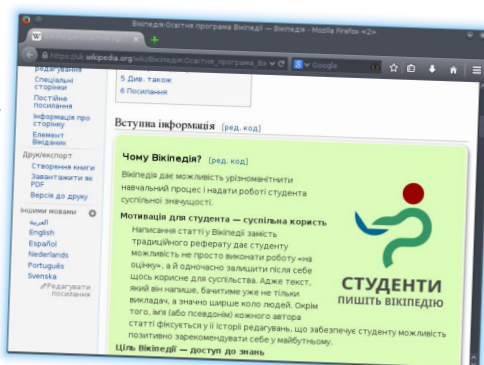 Вікіпедія:Освітня програма Вікіпедії — Вікіпедія - Mozilla Firefox <2>
W
https://uk.wikipedia.org/wiki/Вікіпедія:Освітня_програма_Ві
Google
редагування
Спеціальні
сторінки
Постійне
посилання
Інформація про
сторінку
Елемент
Вікіданих
Друк/експорт
Створення книги
Завантажити як
PDF
Версія до друку
Іншими мовами
العربية
English
Español
Nederlands
Português
Svenska
Редагувати
посилання
5 Див. також
6 Посилання
Вступна інформація [ред. код]
Чому Вікіпедія? [ред. код]
Вікіпедія дає можливість урізноманітнити
навчальний процес і надати роботі студента
суспільної значущості.
Мотивація для студента — суспільна користь
Написання статті у Вікіпедії замість
традиційного реферату дає студенту
можливість не просто виконати роботу «на
оцінку», а й одночасно залишити після себе
щось корисне для суспільства. Адже текст,
який він напише, бачитиме уже не тільки
викладач, а значно ширше коло людей. Окрім
того, ім'я (або псевдонім) кожного автора
статті фіксується у її історії редагувань, що забезпечує студенту можливість
позитивно зарекомендувати себе у майбутньому.
Ціль Вікіпедії — доступ до знань
СТУДЕНТИ
ПИШІТЬ ВІКІПЕДІЮ